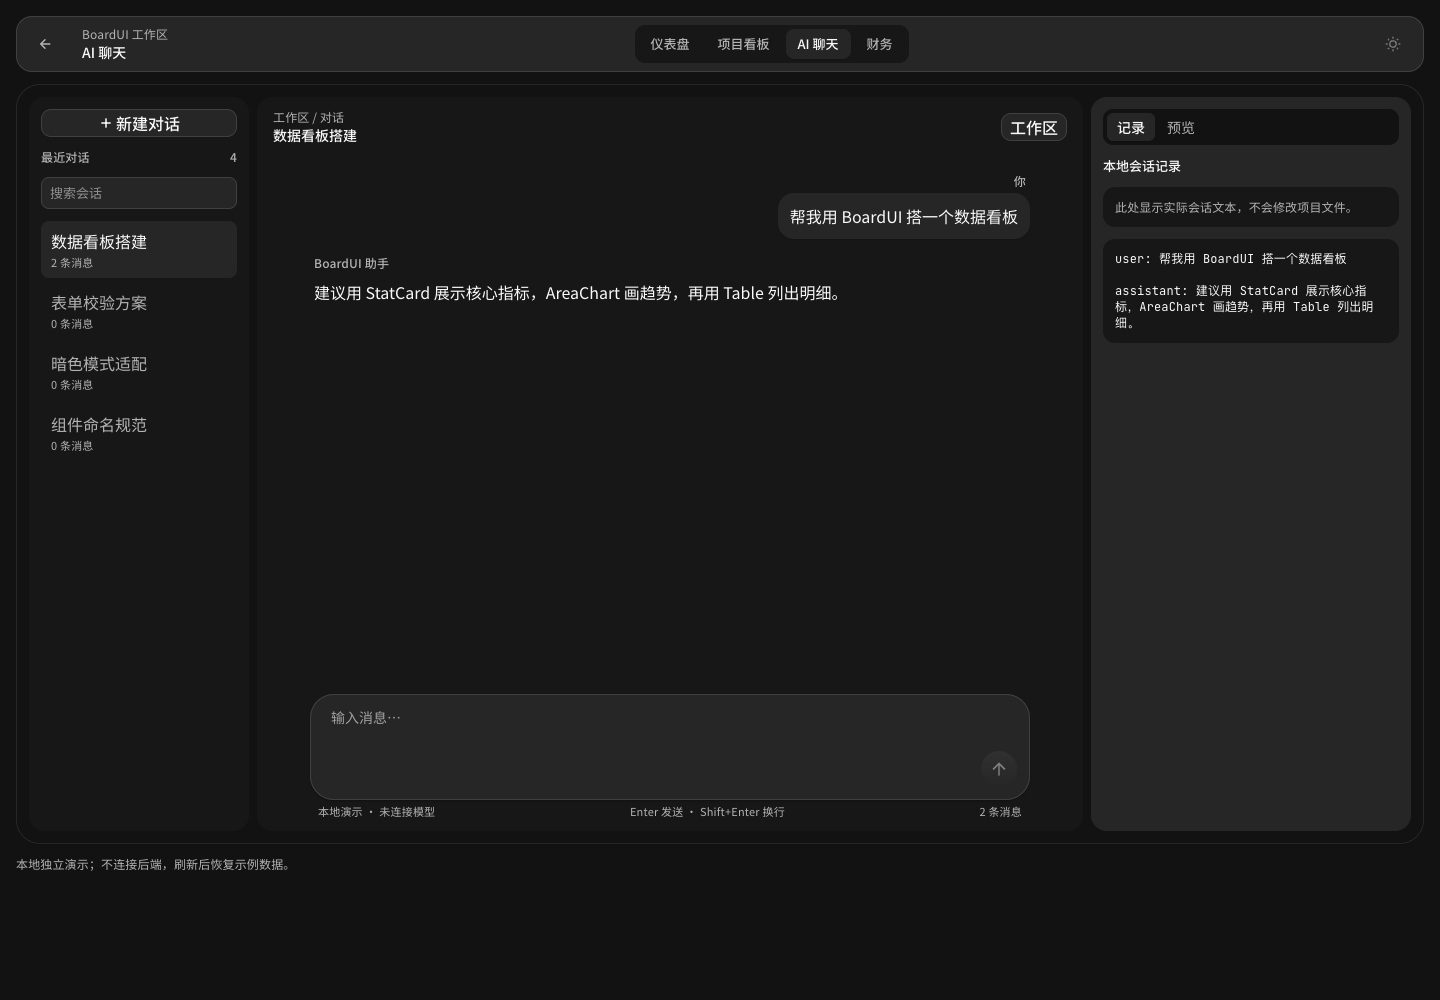 BoardUI 工作区
AI 聊天
仪表盘
项目看板
AI 聊天
财务
+ 新建对话
最近对话
4
搜索会话
数据看板搭建
2 条消息
表单校验方案
0 条消息
暗色模式适配
0 条消息
组件命名规范
0 条消息
工作区 / 对话
数据看板搭建
工作区
你
帮我用 BoardUI 搭一个数据看板
BoardUI 助手
建议用 StatCard 展示核心指标，AreaChart 画趋势，再用 Table 列出明细。
输入消息…
本地演示 · 未连接模型
Enter 发送 · Shift+Enter 换行
2 条消息
记录
预览
本地会话记录
此处显示实际会话文本，不会修改项目文件。
user: 帮我用 BoardUI 搭一个数据看板
assistant: 建议用 StatCard 展示核心指
标，AreaChart 画趋势，再用 Table 列出明
细。
本地独立演示；不连接后端，刷新后恢复示例数据。